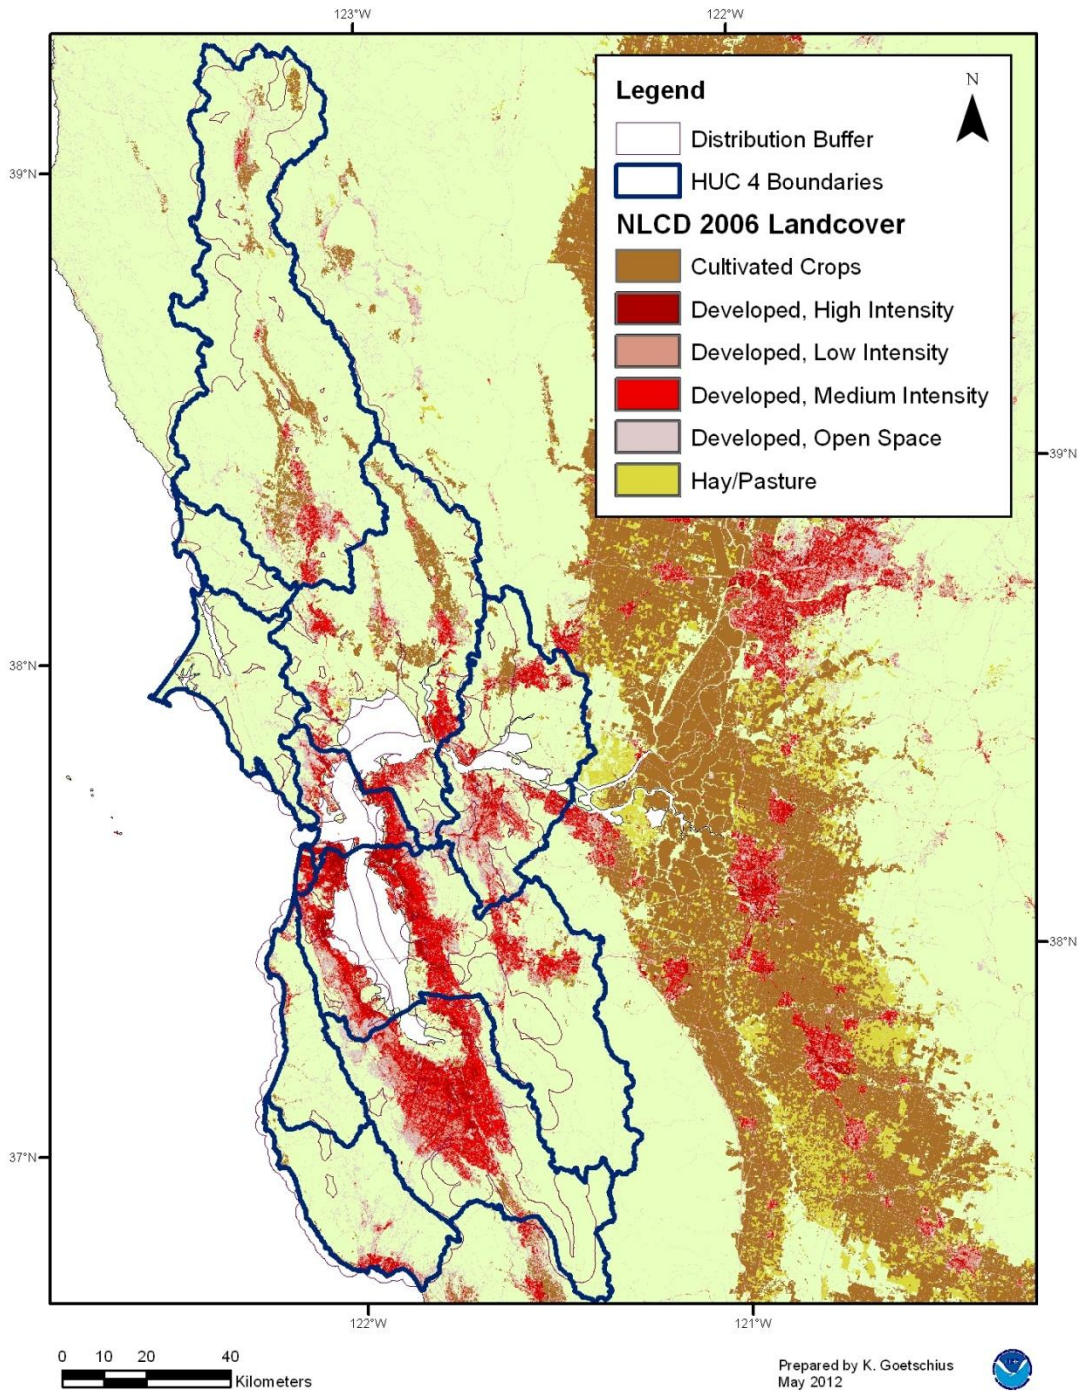 123°W
122°W
Legend
N
Distribution Buffer
39°N
HUC 4 Boundaries
NLCD 2006 Landcover
Cultivated Crops
Developed, High Intensity
Developed, Low Intensity
Developed, Medium Intensity
Developed, Open Space
39°N
Hay/Pasture
38°N
38°N
37°N
122°W
121°W
0 10 20 40
Kilometers
Prepared by K. Goetschius
May 2012